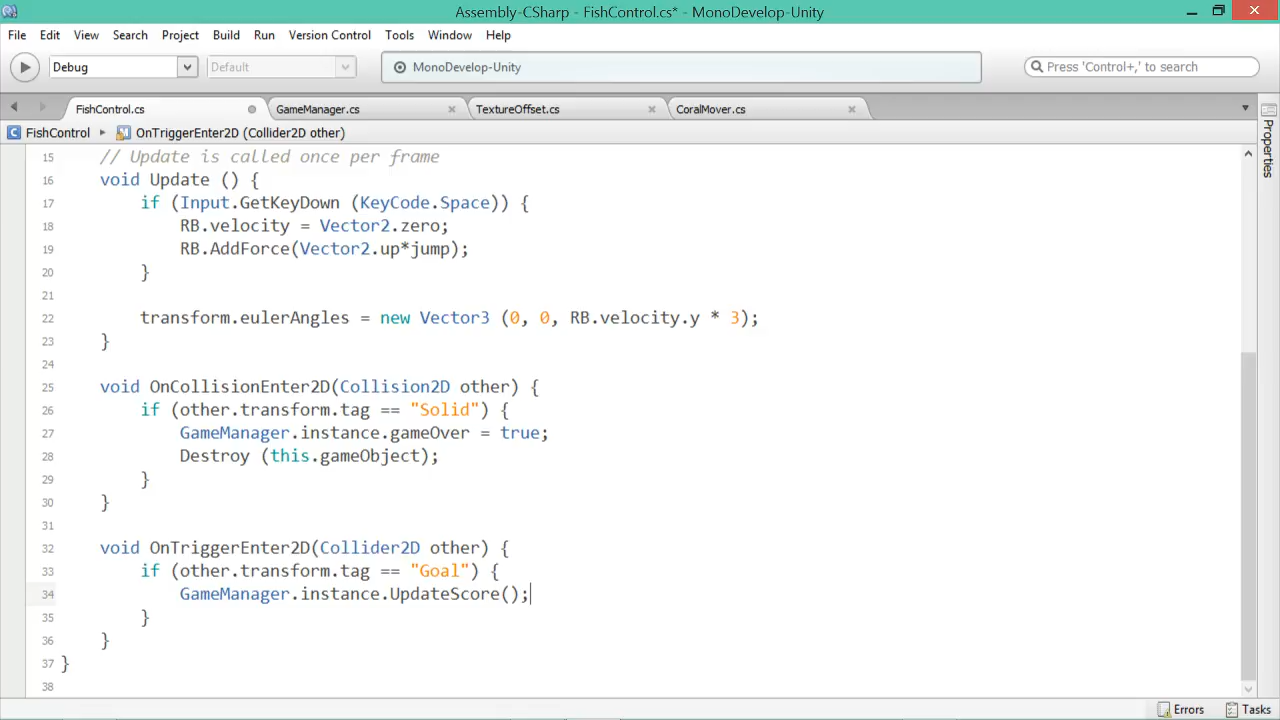 Assembly-CSharp - FishControl.cs* - MonoDevelop-Unity
File Edit View Search Project Build Run Version Control Tools Window Help
Debug Default MonoDevelop-Unity Press 'Control+,' to search
FishControl.cs GameManager.cs TextureOffset.cs CoralMover.cs
C FishControl M OnTriggerEnter2D (Collider2D other)
Properties
15 // Update is called once per frame
16 void Update () {
17 if (Input.GetKeyDown (KeyCode.Space)) {
18 RB.velocity = Vector2.zero;
19 RB.AddForce(Vector2.up*jump);
20 }
21
22 transform.eulerAngles = new Vector3 (0, 0, RB.velocity.y * 3);
23 }
24
25 void OnCollisionEnter2D(Collision2D other) {
26 if (other.transform.tag == "Solid") {
27 GameManager.instance.gameOver = true;
28 Destroy (this.gameObject);
29 }
30 }
31
32 void OnTriggerEnter2D(Collider2D other) {
33 if (other.transform.tag == "Goal") {
34 GameManager.instance.UpdateScore();
35 }
36 }
37 }
38
Errors Tasks